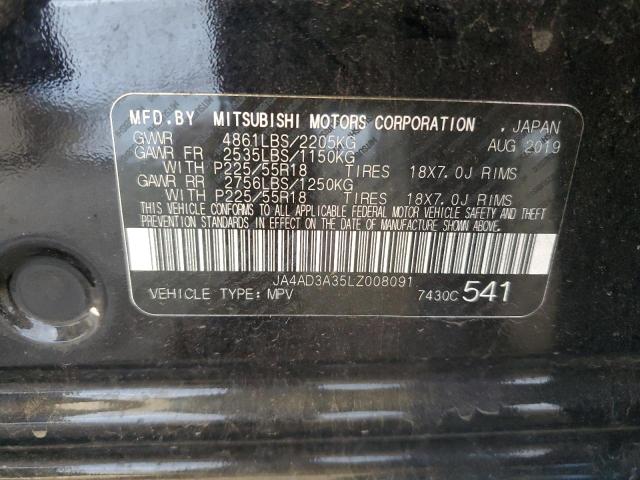 MFD.BY MITSUBISHI MOTORS CORPORATION . JAPAN
GVWR 4861LBS/2205KG AUG 2019
GAWR FR 2535LBS/1150KG
WITH P225/55R18 TIRES 18X7.0J RIMS
GAWR RR 2756LBS/1250KG
WITH P225/55R18 TIRES 18X7.0J RIMS
THIS VEHICLE CONFORMS TO ALL APPLICABLE FEDERAL MOTOR VEHICLE SAFETY AND THEFT
PREVENTION STANDARDS IN EFFECT ON THE DATE OF MANUFACTURE SHOWN ABOVE.
JA4AD3A35LZ008091
VEHICLE TYPE: MPV 7430C 541